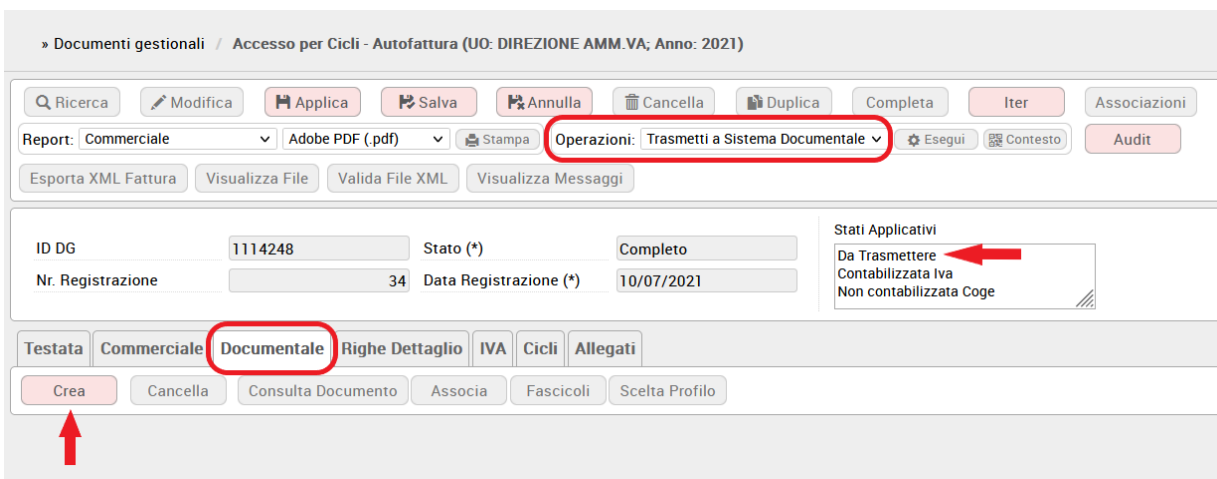 » Documenti gestionali / Accesso per Cicli - Autofattura (UO: DIREZIONE AMM.VA; Anno: 2021)
Ricerca Modifica Applica Salva Annulla Cancella Duplica Completa Iter Associazioni
Report: Commerciale Adobe PDF (.pdf) Stampa Operazioni: Trasmetti a Sistema Documentale Esegui Contesto Audit
Esporta XML Fattura Visualizza File Valida File XML Visualizza Messaggi
Stati Applicativi
ID DG 1114248 Stato (*) Completo Da Trasmettere
Contabilizzata Iva
Nr. Registrazione 34 Data Registrazione (*) 10/07/2021
Non contabilizzata Coge
Testata Commerciale Documentale Righe Dettaglio IVA Cicli Allegati
Crea Cancella Consulta Documento Associa Fascicoli Scelta Profilo